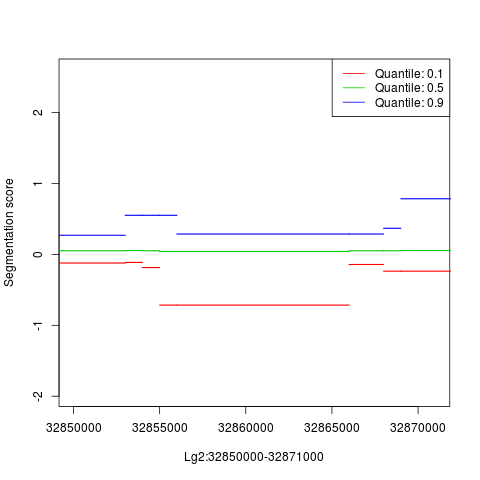 Quantile: 0.1
Quantile: 0.5
Quantile: 0.9
Segmentation score
2
1
0
-1
-2
32850000 32855000 32860000 32865000 32870000
Lg2:32850000-32871000